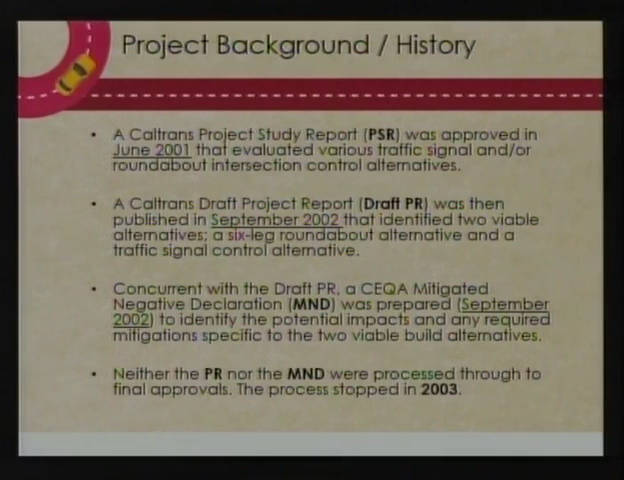 Project Background / History
• A Caltrans Project Study Report (PSR) was approved in
June 2001 that evaluated various traffic signal and/or
roundabout intersection control alternatives.
• A Caltrans Draft Project Report (Draft PR) was then
published in September 2002 that identified two viable
alternatives; a six-leg roundabout alternative and a
traffic signal control alternative.
• Concurrent with the Draft PR, a CEQA Mitigated
Negative Declaration (MND) was prepared (September
2002) to identify the potential impacts and any required
mitigations specific to the two viable build alternatives.
• Neither the PR nor the MND were processed through to
final approvals. The process stopped in 2003.